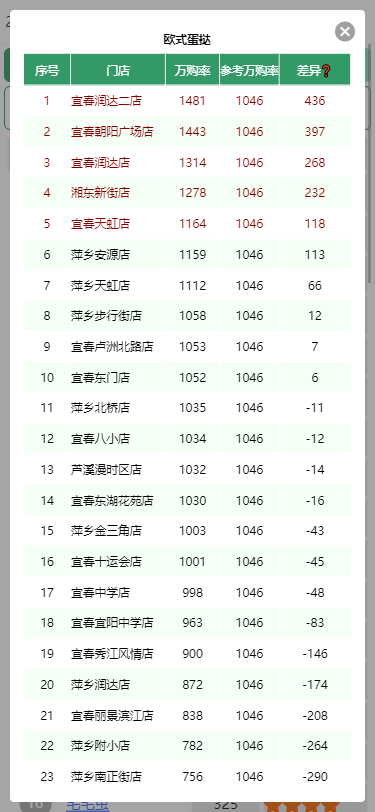 欧式蛋挞
序号 门店 万购率 参考万购率 差异❓
1 宜春润达二店 1481 1046 436
2 宜春朝阳广场店 1443 1046 397
3 宜春润达店 1314 1046 268
4 湘东新街店 1278 1046 232
5 宜春天虹店 1164 1046 118
6 萍乡安源店 1159 1046 113
7 萍乡天虹店 1112 1046 66
8 萍乡步行街店 1058 1046 12
9 宜春卢洲北路店 1053 1046 7
10 宜春东门店 1052 1046 6
11 萍乡北桥店 1035 1046 -11
12 宜春八小店 1034 1046 -12
13 芦溪漫时区店 1032 1046 -14
14 宜春东湖花苑店 1030 1046 -16
15 萍乡金三角店 1003 1046 -43
16 宜春十运会店 1001 1046 -45
17 宜春中学店 998 1046 -48
18 宜春宜阳中学店 963 1046 -83
19 宜春秀江风情店 900 1046 -146
20 萍乡润达店 872 1046 -174
21 宜春丽景滨江店 838 1046 -208
22 萍乡附小店 782 1046 -264
23 萍乡南正街店 756 1046 -290
16 毛毛虫 325